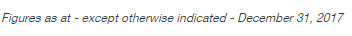 Figures as at - except otherwise indicated - December 31, 2017